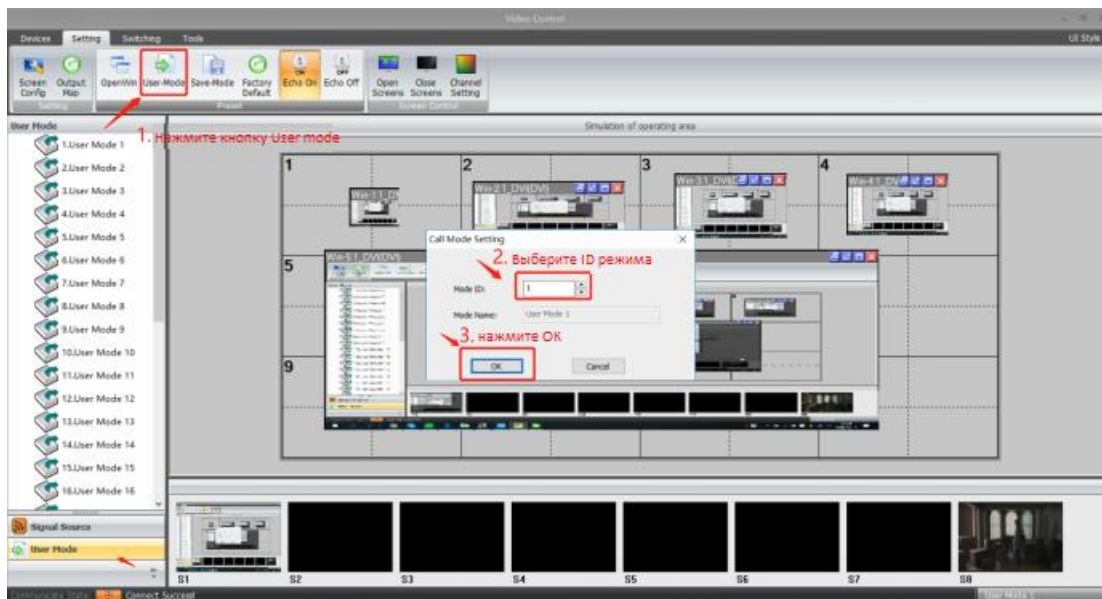 Video Control
Devices Setting Switching Tools
UI Style
Screen Config
Output Map
OpenWin
User-Mode
Save-Mode
Factory Default
Echo On
Echo Off
Open Screens
Close Screens
Channel Setting
Setting
Preset
Screen Control
1. Нажмите кнопку User mode
User Mode
Simulation of operating area
1.User Mode 1
2.User Mode 2
3.User Mode 3
4.User Mode 4
5.User Mode 5
6.User Mode 6
7.User Mode 7
8.User Mode 8
9.User Mode 9
10.User Mode 10
11.User Mode 11
12.User Mode 12
13.User Mode 13
14.User Mode 14
15.User Mode 15
16.User Mode 16
Signal Source
User Mode
1 2 3 4
5
9
Call Mode Setting
2. Выберите ID режима
Mode ID: 1
Mode Name: User Mode 1
3. нажмите ОК
OK Cancel
S1 S2 S3 S4 S5 S6 S7 S8
Connect Success!
User Mode 1